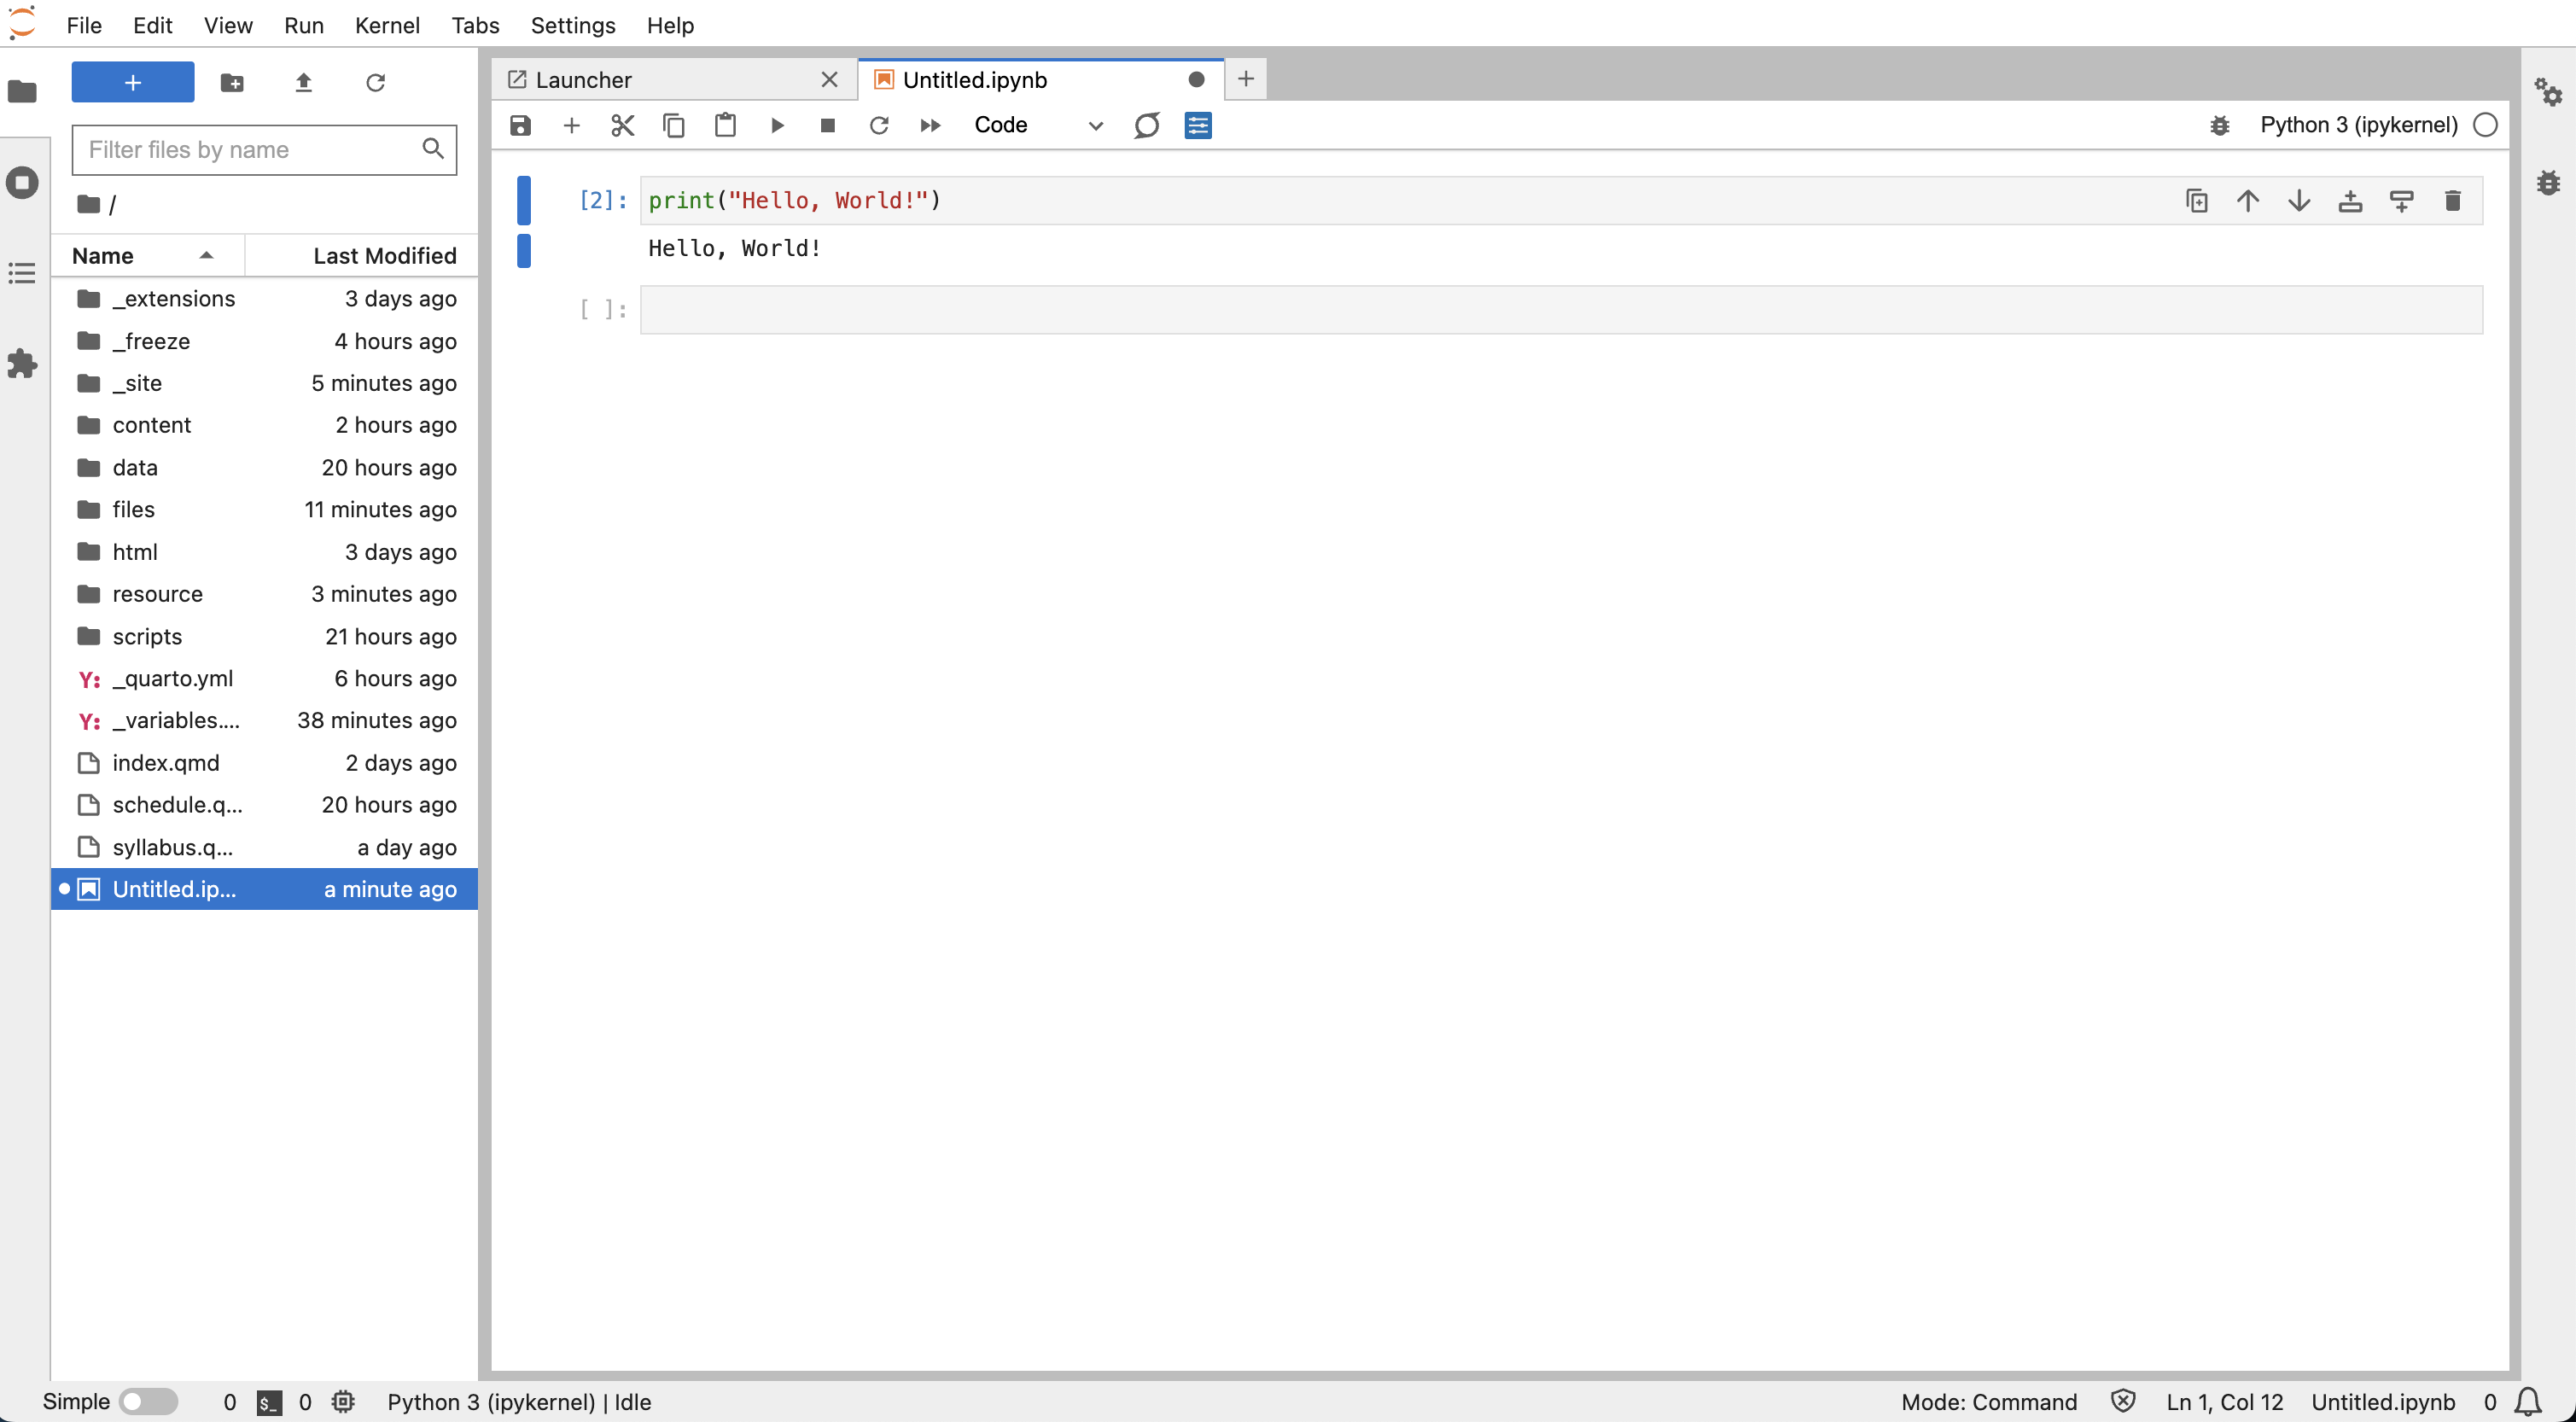 File Edit View Run Kernel Tabs Settings Help
Launcher
Untitled.ipynb
Code
Python 3 (ipykernel)
Filter files by name
/
Name Last Modified
_extensions 3 days ago
_freeze 4 hours ago
_site 5 minutes ago
content 2 hours ago
data 20 hours ago
files 11 minutes ago
html 3 days ago
resource 3 minutes ago
scripts 21 hours ago
Y: _quarto.yml 6 hours ago
Y: _variables.... 38 minutes ago
index.qmd 2 days ago
schedule.q... 20 hours ago
syllabus.q... a day ago
Untitled.ip... a minute ago
[2]: print("Hello, World!")
Hello, World!
[ ]:
Simple 0 $_ 0 Python 3 (ipykernel) | Idle Mode: Command Ln 1, Col 12 Untitled.ipynb 0